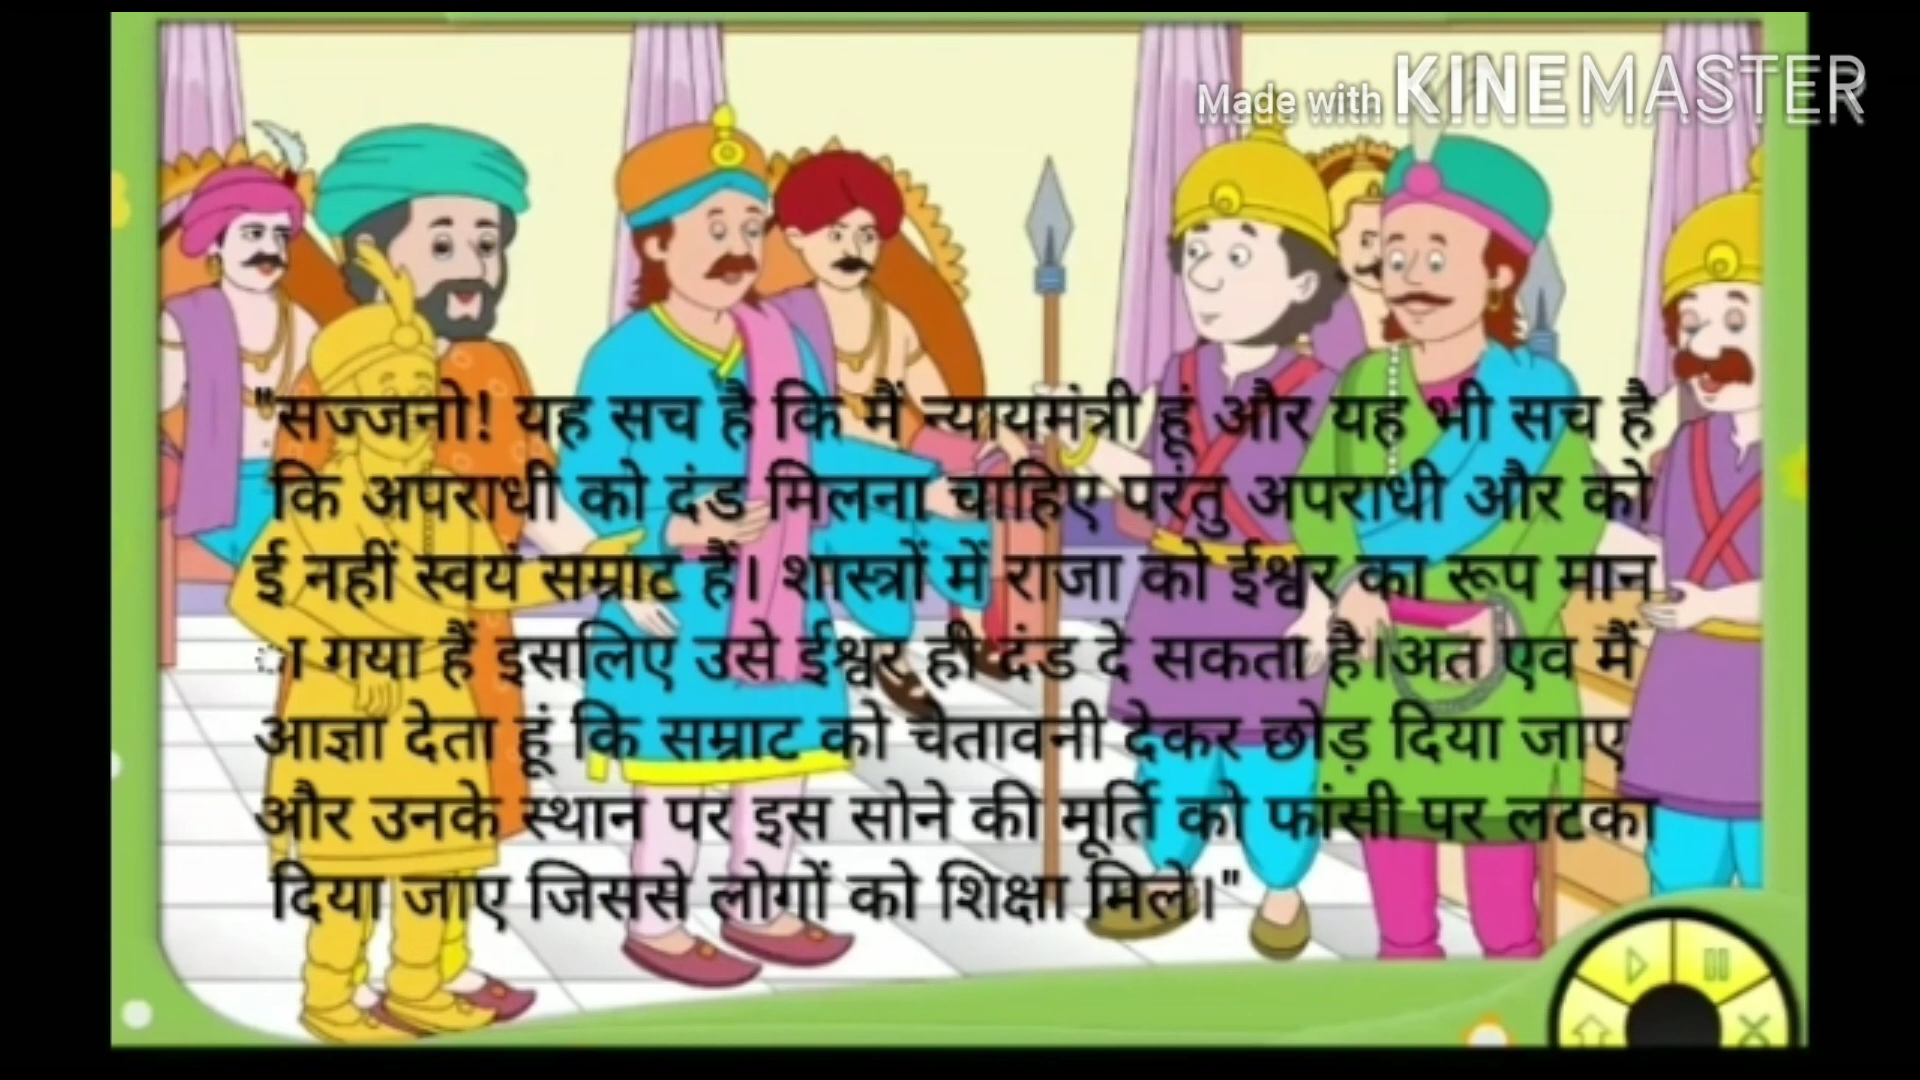 Made with KINEMASTER
"सज्जनो! यह सच है कि मैं न्यायमंत्री हूं और यह भी सच है
कि अपराधी को दंड मिलना चाहिए परंतु अपराधी और को
ई नहीं स्वयं सम्राट हैं। शास्त्रों में राजा को ईश्वर का रूप मान
ा गया हैं इसलिए उसे ईश्वर ही दंड दे सकता है।अत एव मैं
आज्ञा देता हूं कि सम्राट को चेतावनी देकर छोड़ दिया जाए
और उनके स्थान पर इस सोने की मूर्ति को फांसी पर लटका
दिया जाए जिससे लोगों को शिक्षा मिले।"